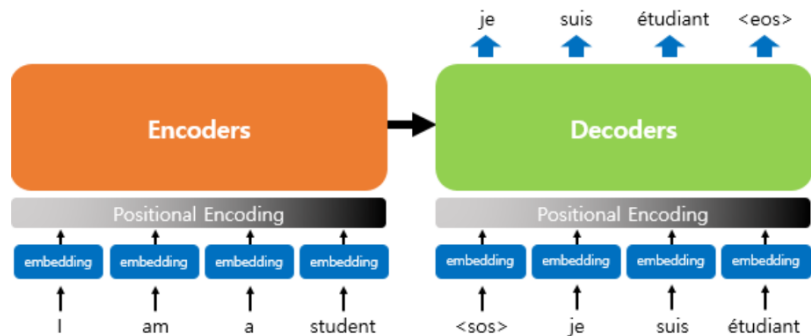 je suis étudiant <eos>
Encoders
Decoders
Positional Encoding
Positional Encoding
embedding embedding embedding embedding
embedding embedding embedding embedding
I am a student
<sos> je suis étudiant